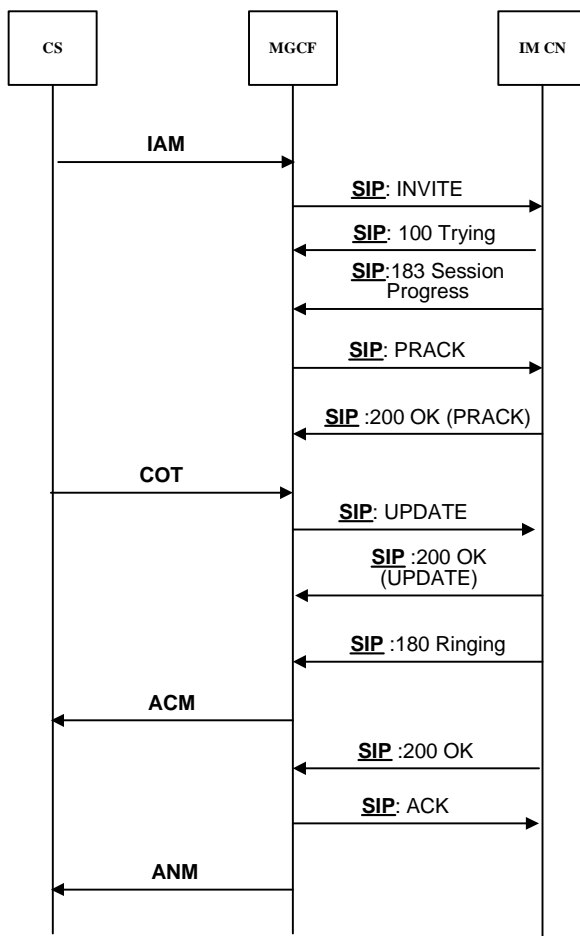 CS
MGCF
IM CN
IAM
SIP: INVITE
SIP: 100 Trying
SIP:183 Session
Progress
SIP: PRACK
SIP :200 OK (PRACK)
COT
SIP: UPDATE
SIP :200 OK
(UPDATE)
SIP :180 Ringing
ACM
SIP :200 OK
SIP: ACK
ANM